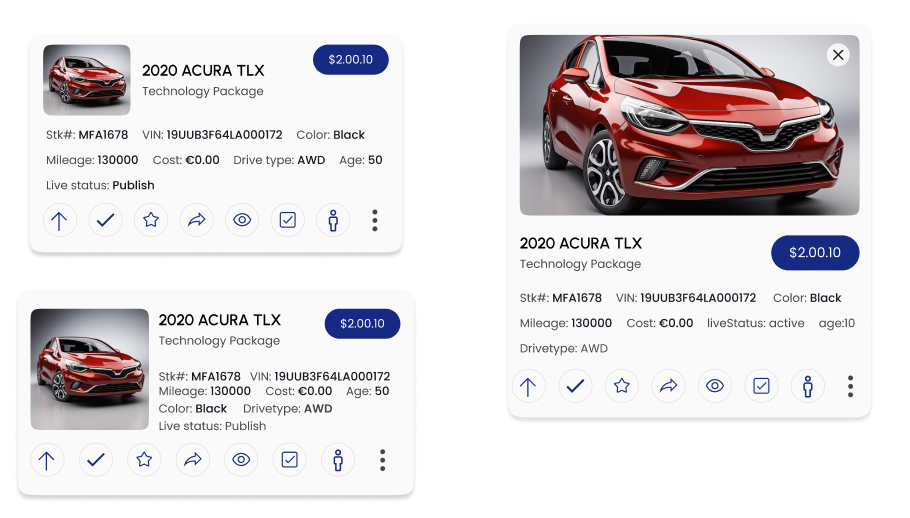 2020 ACURA TLX
$2.00.10
Technology Package
Stk#: MFA1678 VIN: 19UUB3F64LA000172 Color: Black
Mileage: 130000 Cost: €0.00 Drive type: AWD Age: 50
Live status: Publish
2020 ACURA TLX
$2.00.10
Technology Package
Stk#: MFA1678 VIN: 19UUB3F64LA000172
Mileage: 130000 Cost: €0.00 Age: 50
Color: Black Drivetype: AWD
Live status: Publish
2020 ACURA TLX
$2.00.10
Technology Package
Stk#: MFA1678 VIN: 19UUB3F64LA000172 Color: Black
Mileage: 130000 Cost: €0.00 liveStatus: active age:10
Drivetype: AWD